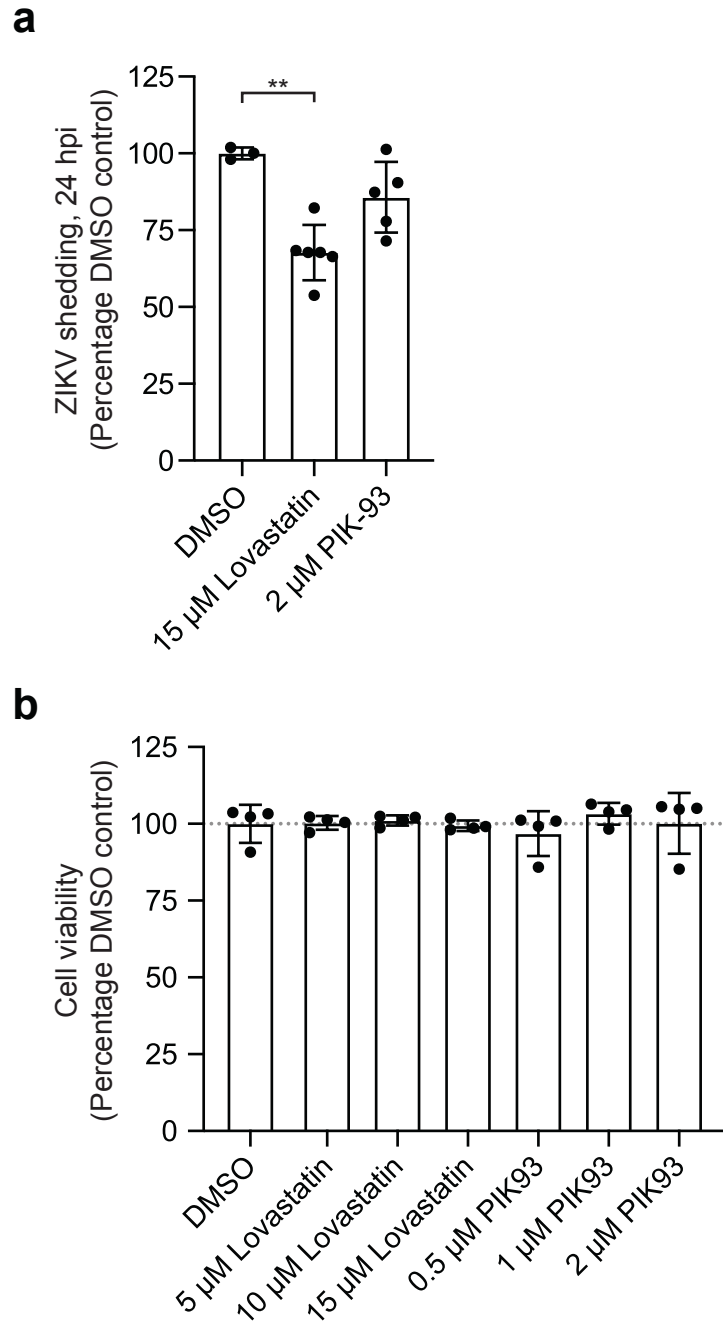 a
ZIKV shedding, 24 hpi
(Percentage DMSO control)
125
100
75
50
25
0
**
DMSO
15 µM Lovastatin
2 µM PIK-93
b
Cell viability
(Percentage DMSO control)
125
100
75
50
25
0
DMSO
5 µM Lovastatin
10 µM Lovastatin
15 µM Lovastatin
0.5 µM PIK93
1 µM PIK93
2 µM PIK93